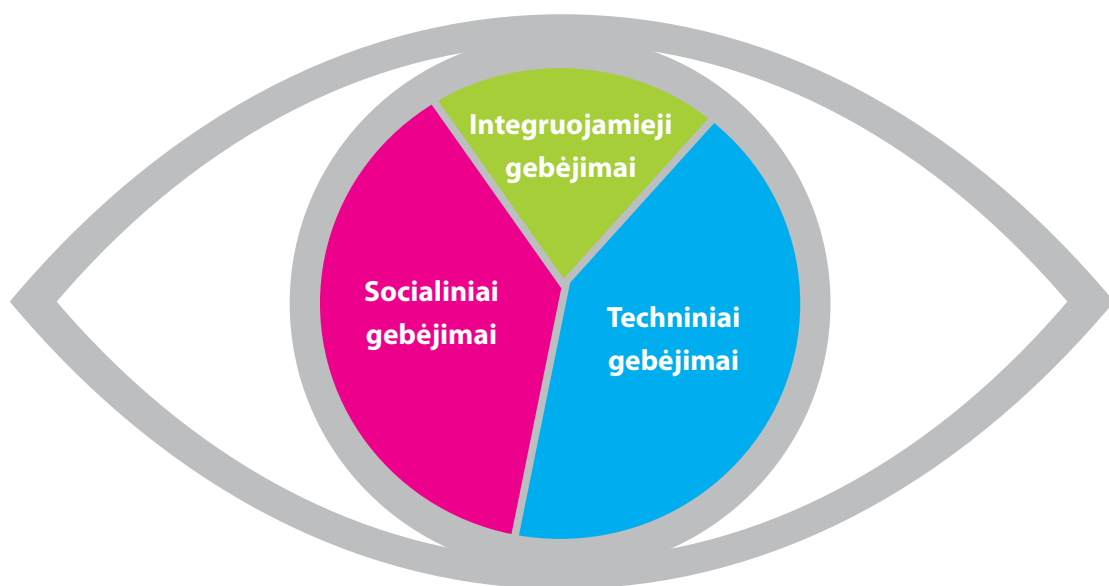 Integruojamieji
gebėjimai
Socialiniai
gebėjimai
Techniniai
gebėjimai